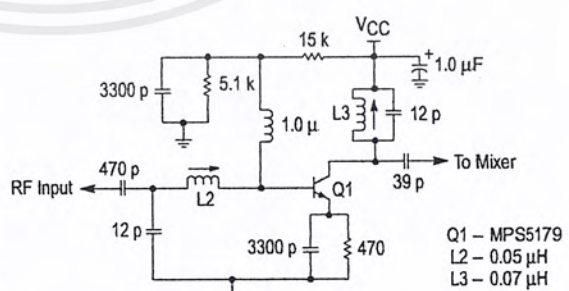 VCC
15 k
+
1.0 µF
3300 p
5.1 k
L3
12 p
1.0 µ
470 p
39 p
To Mixer
RF Input
L2
Q1
12 p
3300 p
470
Q1 – MPS5179
L2 – 0.05 µH
L3 – 0.07 µH